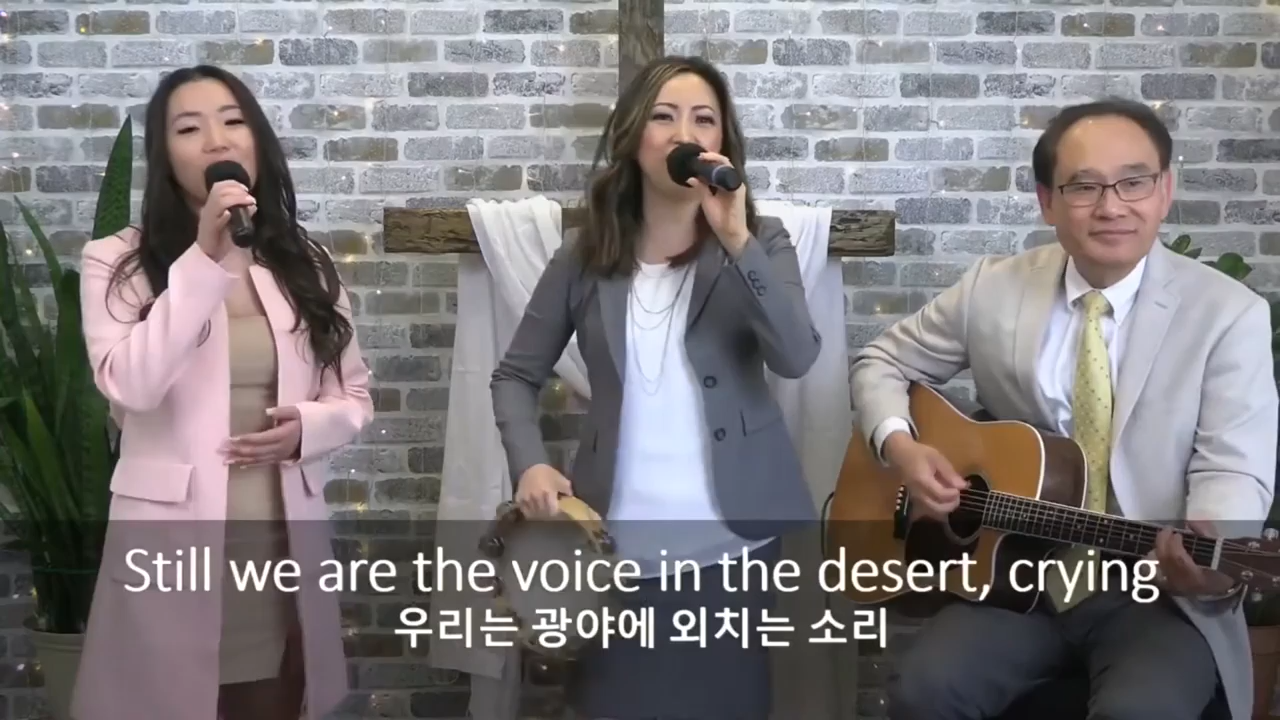 Still we are the voice in the desert, crying
우리는 광야에 외치는 소리